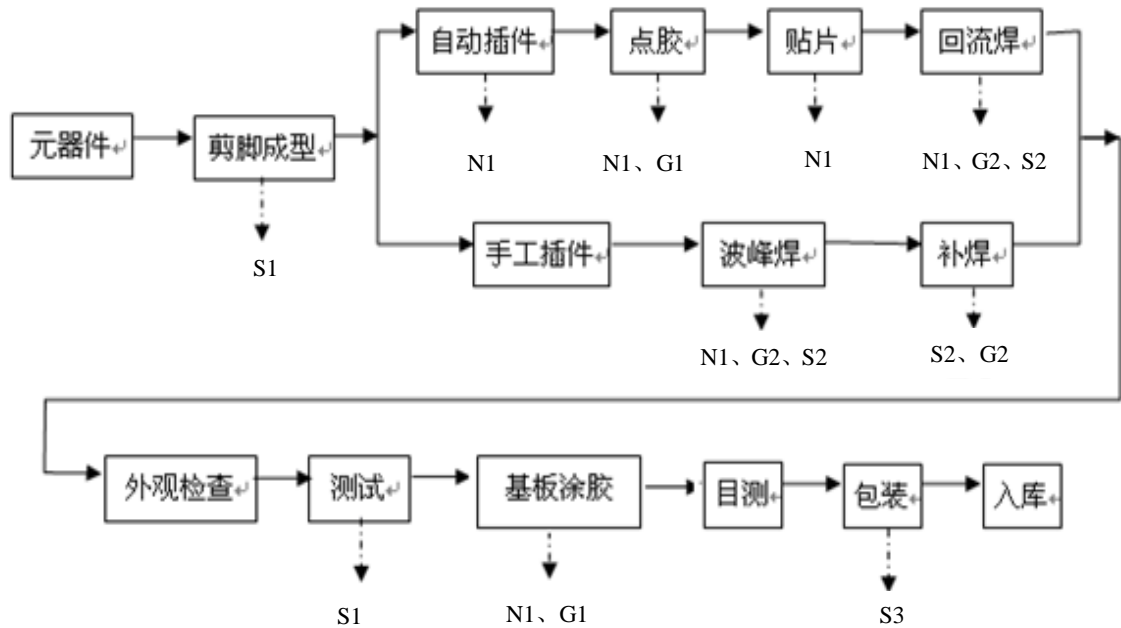 自动插件 点胶 贴片 回流焊
元器件 剪脚成型
N1 N1、G1 N1 N1、G2、S2
手工插件 波峰焊 补焊
S1
N1、G2、S2 S2、G2
外观检查 测试 基板涂胶 目测 包装 入库
S1 N1、G1 S3